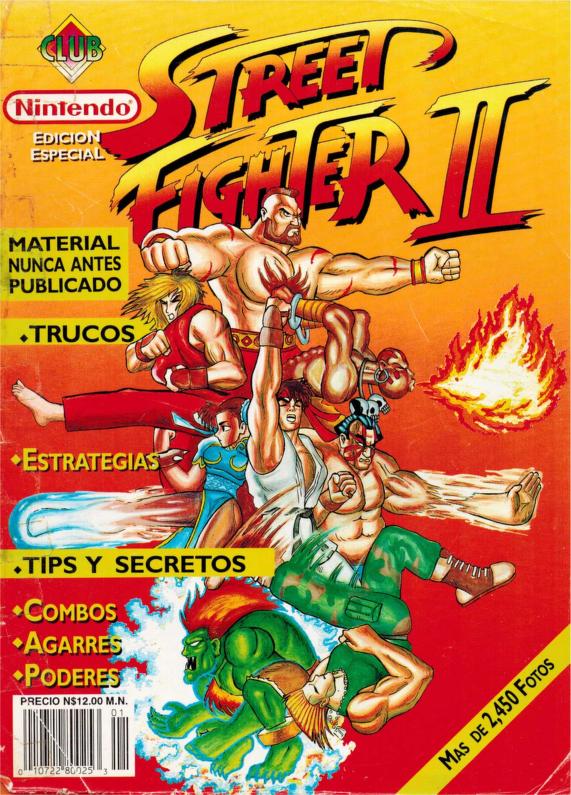 CLUB
Nintendo®
EDICION
ESPECIAL
STREET
FIGHTER II
MATERIAL
NUNCA ANTES
PUBLICADO
.TRUCOS
ESTRATEGIAS
.TIPS Y SECRETOS
COMBOS
AGARRES
PODERES
PRECIO N$12.00 M.N.
01
0 10722 80025 3
MAS DE 2,450 FOTOS